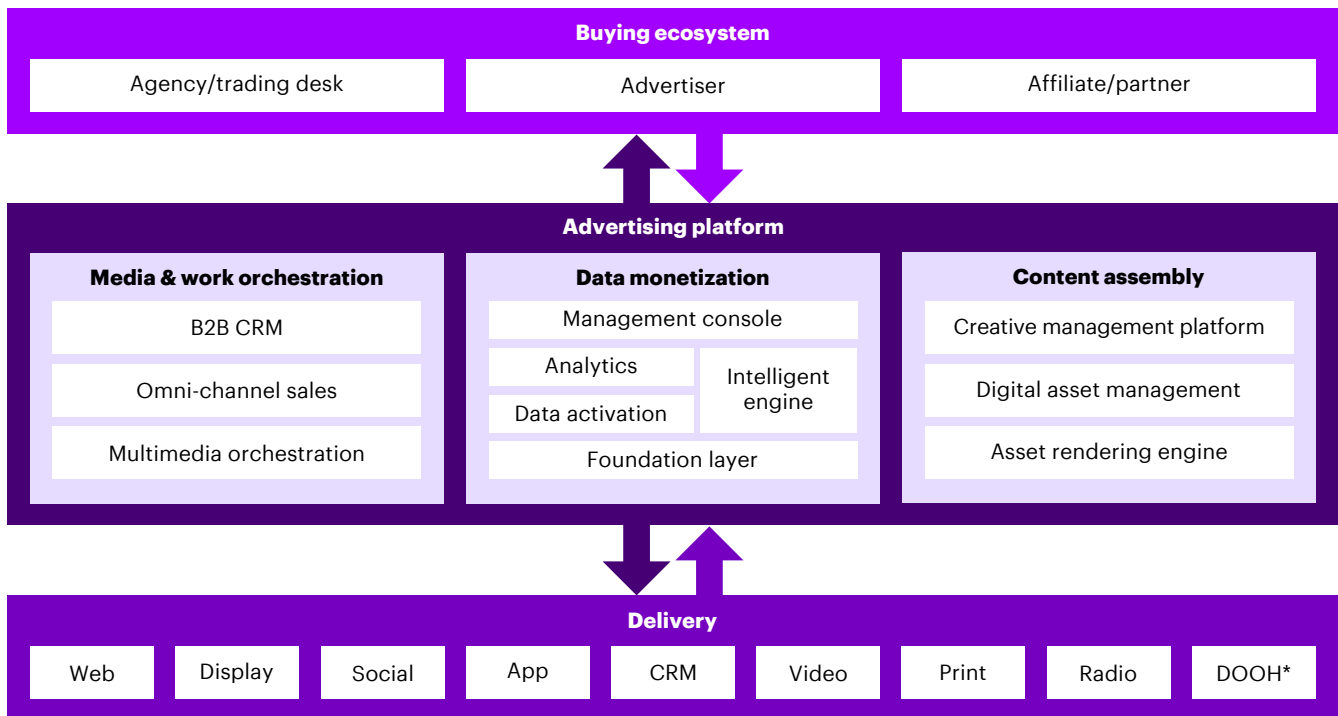 Buying ecosystem
Agency/trading desk
Advertiser
Affiliate/partner
Advertising platform
Media & work orchestration
B2B CRM
Omni-channel sales
Multimedia orchestration
Data monetization
Management console
Analytics
Data activation
Intelligent
engine
Foundation layer
Content assembly
Creative management platform
Digital asset management
Asset rendering engine
Delivery
Web
Display
Social
App
CRM
Video
Print
Radio
DOOH*